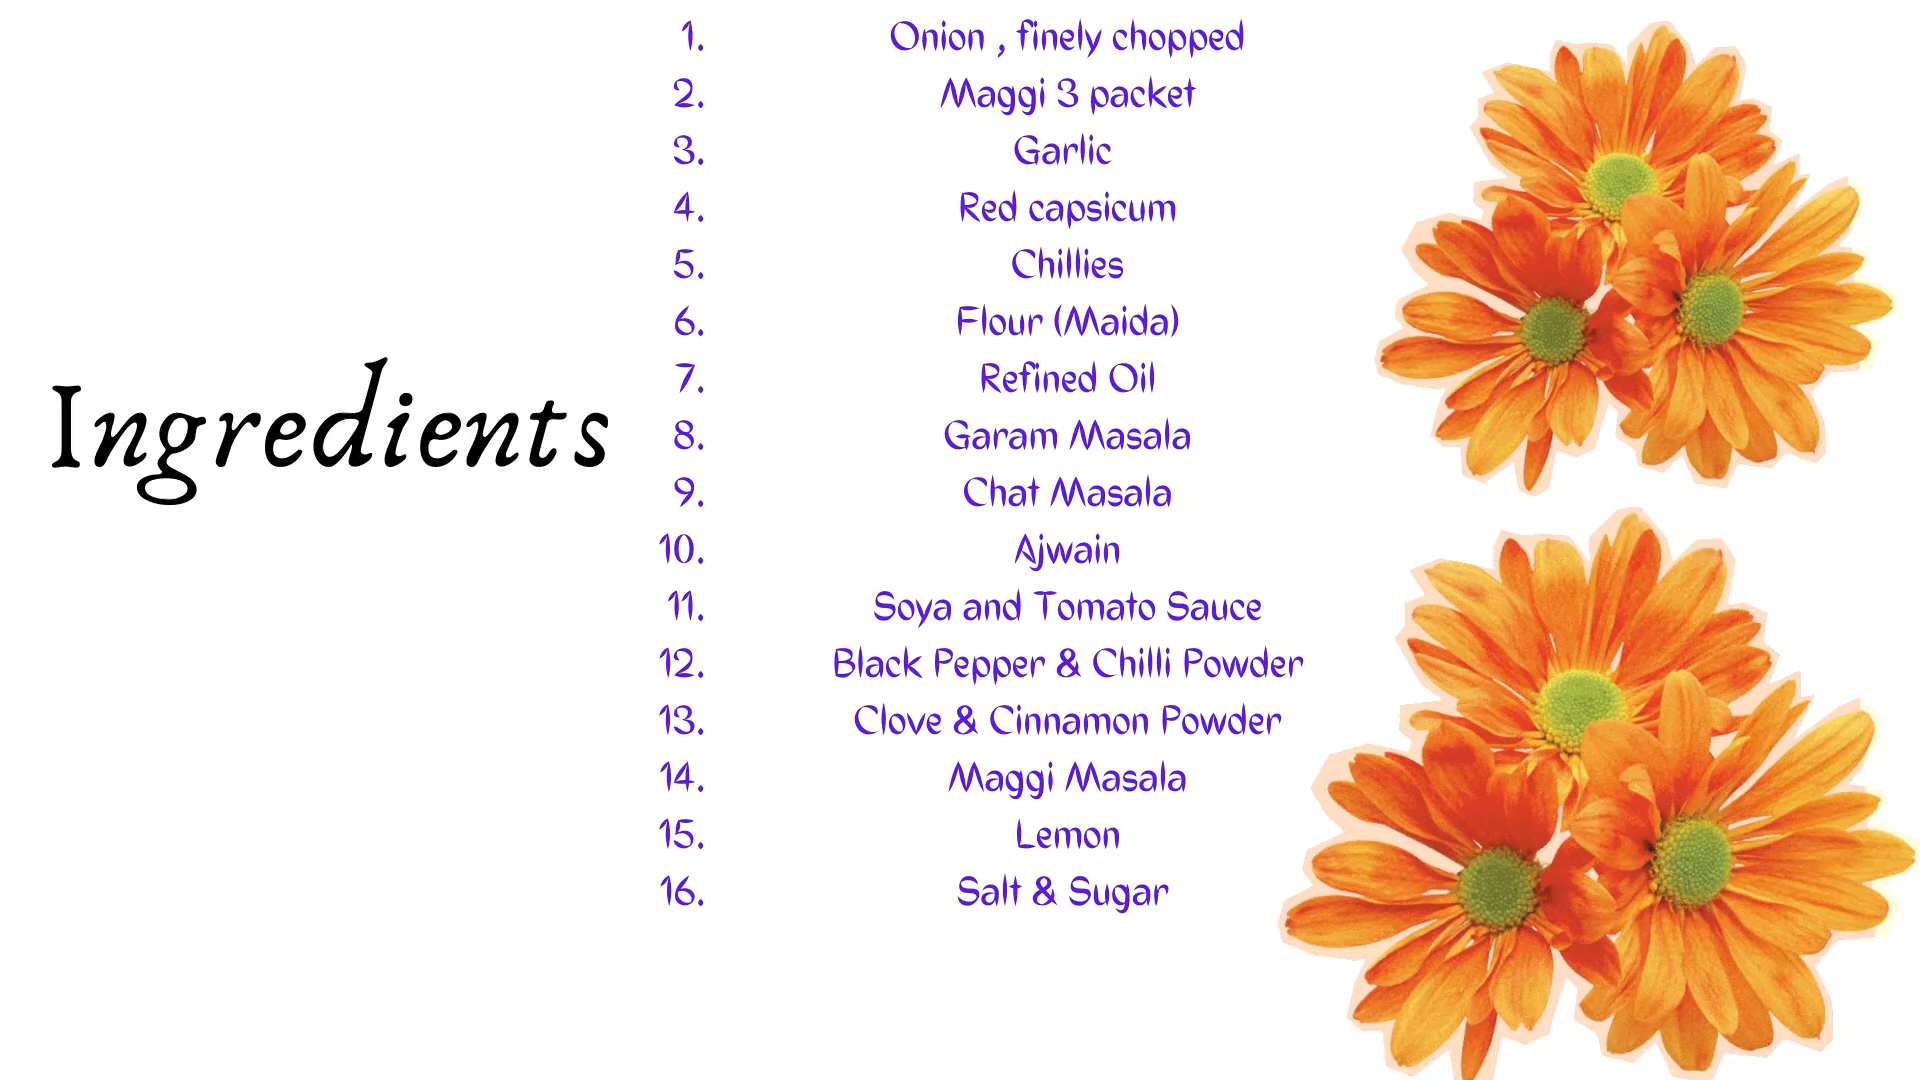 Ingredients
1. Onion , finely chopped
2. Maggi 3 packet
3. Garlic
4. Red capsicum
5. Chillies
6. Flour (Maida)
7. Refined Oil
8. Garam Masala
9. Chat Masala
10. Ajwain
11. Soya and Tomato Sauce
12. Black Pepper & Chilli Powder
13. Clove & Cinnamon Powder
14. Maggi Masala
15. Lemon
16. Salt & Sugar